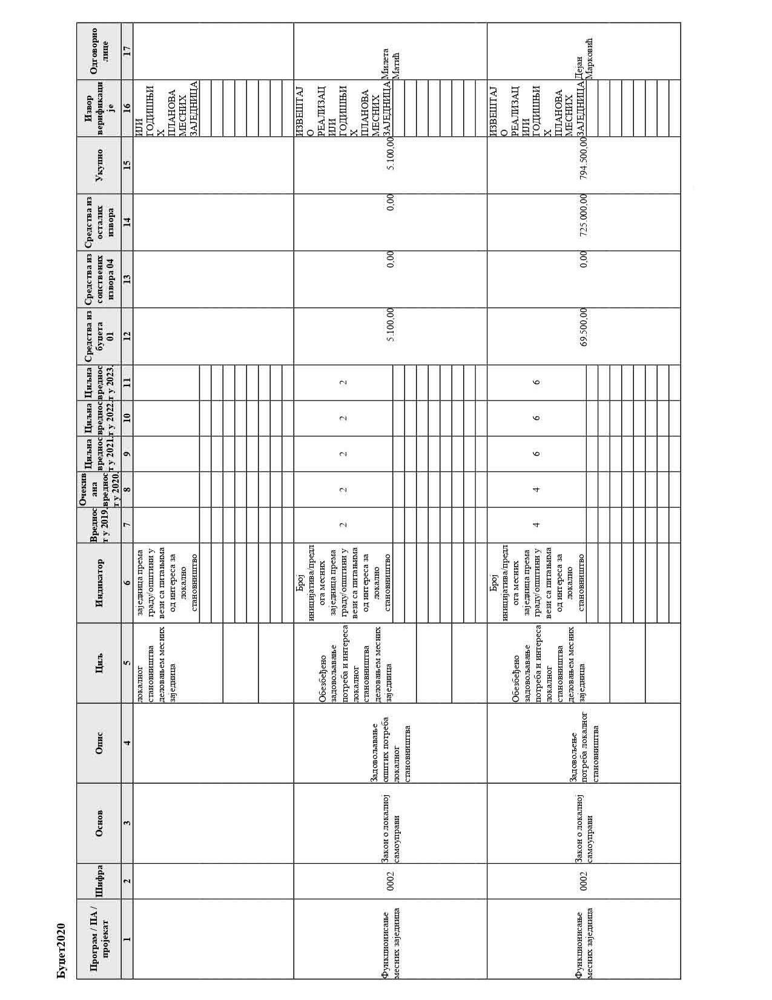 Буџет2020
Програм / ПА /
пројекат
Шифра
Основ
Опис
Циљ
Индикатор
Вреднос
т у 2019.
Очекив
ана
вреднос
т у 2020.
Циљна
вреднос
т у 2021.
Циљна
вреднос
т у 2022.
Циљна
вреднос
т у 2023.
Средства из
буџета
01
Средства из
сопствених
извора 04
Средства из
осталих
извора
Укупно
Извор
верификаци
је
Одговорно
лице
1
2
3
4
5
6
7
8
9
10
11
12
13
14
15
16
17
локалног
становништва
деловањем месних
заједница
заједница према
граду/општини у
вези са питањима
од интереса за
локално
становништво
ИЈИ
ГОДИШЊИ
Х
ПЛАНОВА
МЕСНИХ
ЗАЈЕДНИЦА
Функционисање
месних заједница
0002
Закон о локалној
самоуправи
Задовољавање
општих потреба
локалног
становништва
Обезбеђено
задовољавање
потреба и интереса
локалног
становништва
деловањем месних
заједница
Број
иницијатива/предл
ога месних
заједница према
граду/општини у
вези са питањима
од интереса за
локално
становништво
2
2
2
2
2
5.100,00
0,00
0,00
5.100,00
ИЗВЕШТАЈ
О
РЕАЛИЗАЦ
ИЈИ
ГОДИШЊИ
Х
ПЛАНОВА
МЕСНИХ
ЗАЈЕДНИЦА
Милета
Матић
Функционисање
месних заједница
0002
Закон о локалној
самоуправи
Задовољење
потреба локалног
становништва
Обезбеђено
задовољавање
потреба и интереса
локалног
становништва
деловањем месних
заједница
Број
иницијатива/предл
ога месних
заједница према
граду/општини у
вези са питањима
од интереса за
локално
становништво
4
4
6
6
6
69.500,00
0,00
725.000,00
794.500,00
ИЗВЕШТАЈ
О
РЕАЛИЗАЦ
ИЈИ
ГОДИШЊИ
Х
ПЛАНОВА
МЕСНИХ
ЗАЈЕДНИЦА
Дејан
Марковић